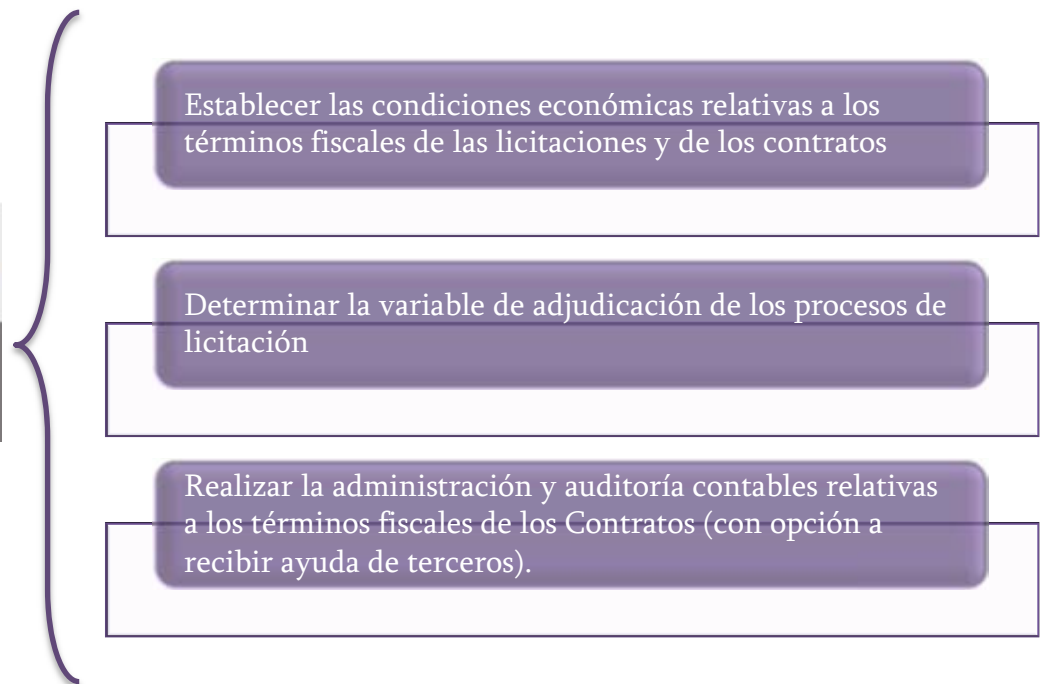 Establecer las condiciones económicas relativas a los
términos fiscales de las licitaciones y de los contratos
Determinar la variable de adjudicación de los procesos de
licitación
Realizar la administración y auditoría contables relativas
a los términos fiscales de los Contratos (con opción a
recibir ayuda de terceros).